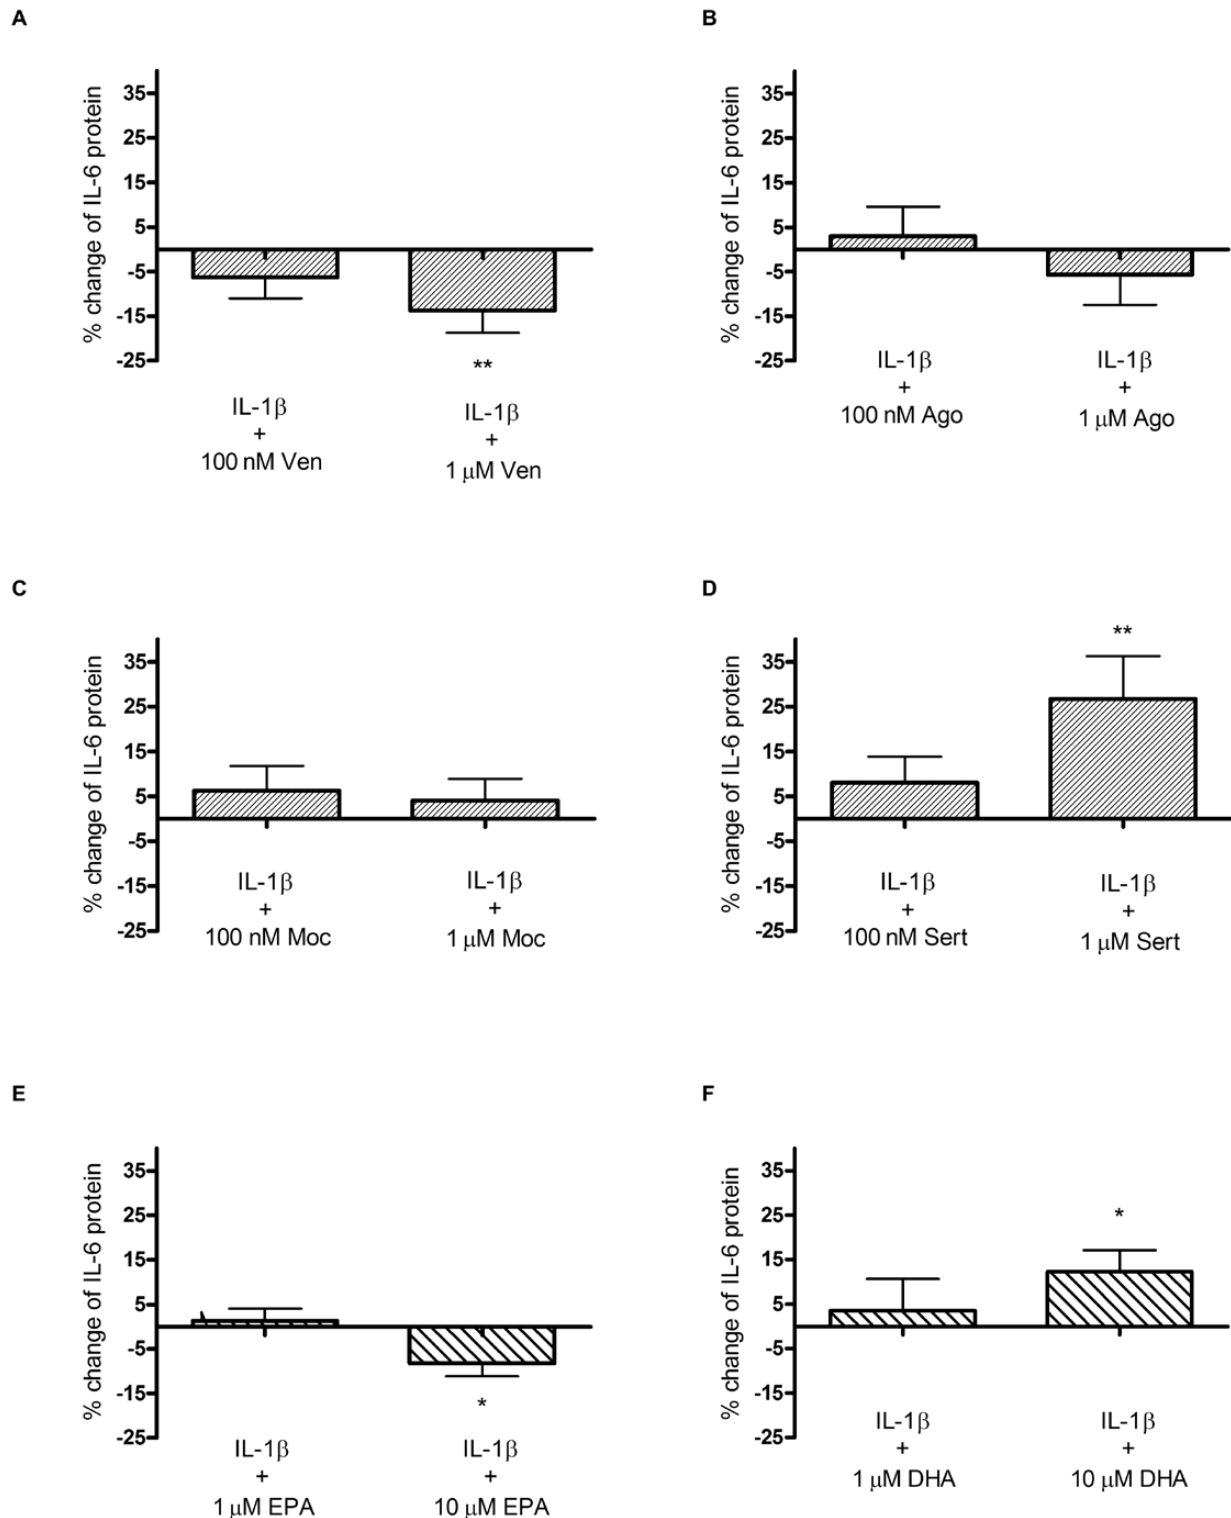 A
% change of IL-6 protein
35
25
15
5
-5
-15
-25
**
IL-1β
+
100 nM Ven
IL-1β
+
1 μM Ven
B
% change of IL-6 protein
35
25
15
5
-5
-15
-25
IL-1β
+
100 nM Ago
IL-1β
+
1 μM Ago
C
% change of IL-6 protein
35
25
15
5
-5
-15
-25
IL-1β
+
100 nM Moc
IL-1β
+
1 μM Moc
D
% change of IL-6 protein
35
25
15
5
-5
-15
-25
**
IL-1β
+
100 nM Sert
IL-1β
+
1 μM Sert
E
% change of IL-6 protein
35
25
15
5
-5
-15
-25
*
IL-1β
+
1 μM EPA
IL-1β
+
10 μM EPA
F
% change of IL-6 protein
35
25
15
5
-5
-15
-25
*
IL-1β
+
1 μM DHA
IL-1β
+
10 μM DHA